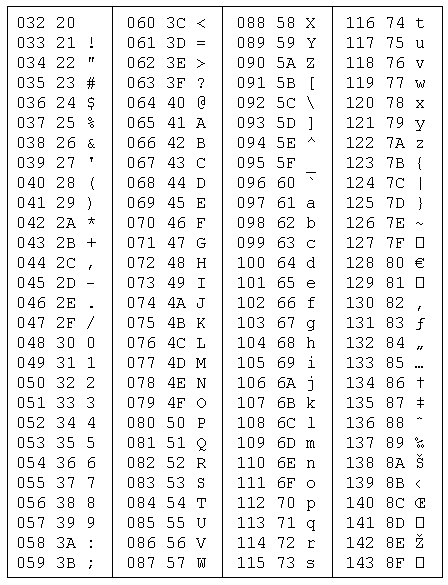 032 20
033 21 !
034 22 "
035 23 #
036 24 $
037 25 %
038 26 &
039 27 '
040 28 (
041 29 )
042 2A *
043 2B +
044 2C ,
045 2D -
046 2E .
047 2F /
048 30 0
049 31 1
050 32 2
051 33 3
052 34 4
053 35 5
054 36 6
055 37 7
056 38 8
057 39 9
058 3A :
059 3B ;
060 3C <
061 3D =
062 3E >
063 3F ?
064 40 @
065 41 A
066 42 B
067 43 C
068 44 D
069 45 E
070 46 F
071 47 G
072 48 H
073 49 I
074 4A J
075 4B K
076 4C L
077 4D M
078 4E N
079 4F O
080 50 P
081 51 Q
082 52 R
083 53 S
084 54 T
085 55 U
086 56 V
087 57 W
088 58 X
089 59 Y
090 5A Z
091 5B [
092 5C \
093 5D ]
094 5E ^
095 5F _
096 60 `
097 61 a
098 62 b
099 63 c
100 64 d
101 65 e
102 66 f
103 67 g
104 68 h
105 69 i
106 6A j
107 6B k
108 6C l
109 6D m
110 6E n
111 6F o
112 70 p
113 71 q
114 72 r
115 73 s
116 74 t
117 75 u
118 76 v
119 77 w
120 78 x
121 79 y
122 7A z
123 7B {
124 7C |
125 7D }
126 7E ~
127 7F □
128 80 €
129 81 □
130 82 ‚
131 83 ƒ
132 84 „
133 85 …
134 86 †
135 87 ‡
136 88 ˆ
137 89 ‰
138 8A Š
139 8B ‹
140 8C Œ
141 8D □
142 8E Ž
143 8F □